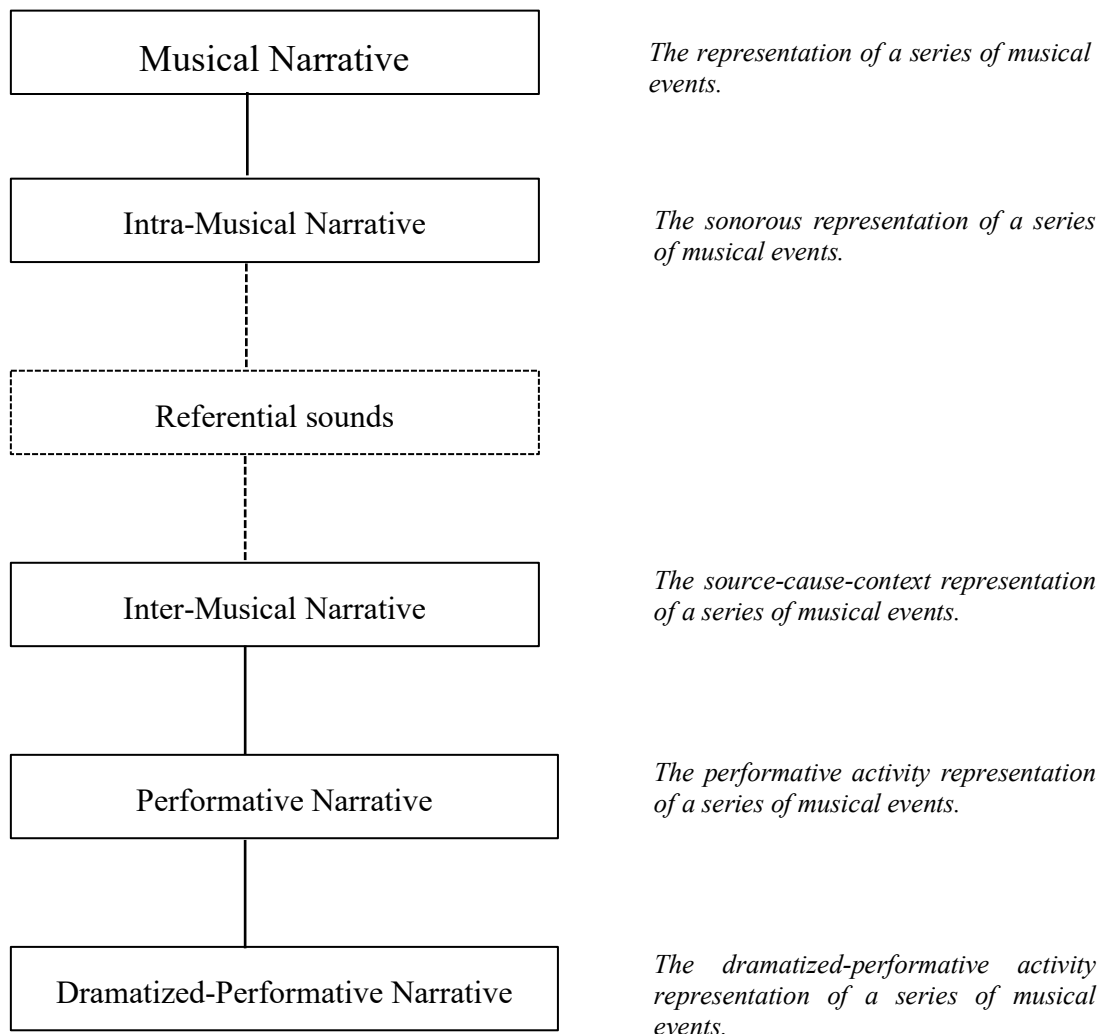 Musical Narrative
The representation of a series of musical
events.
Intra-Musical Narrative
The sonorous representation of a series
of musical events.
Referential sounds
Inter-Musical Narrative
The source-cause-context representation
of a series of musical events.
Performative Narrative
The performative activity representation
of a series of musical events.
Dramatized-Performative Narrative
The dramatized-performative activity
representation of a series of musical
events.